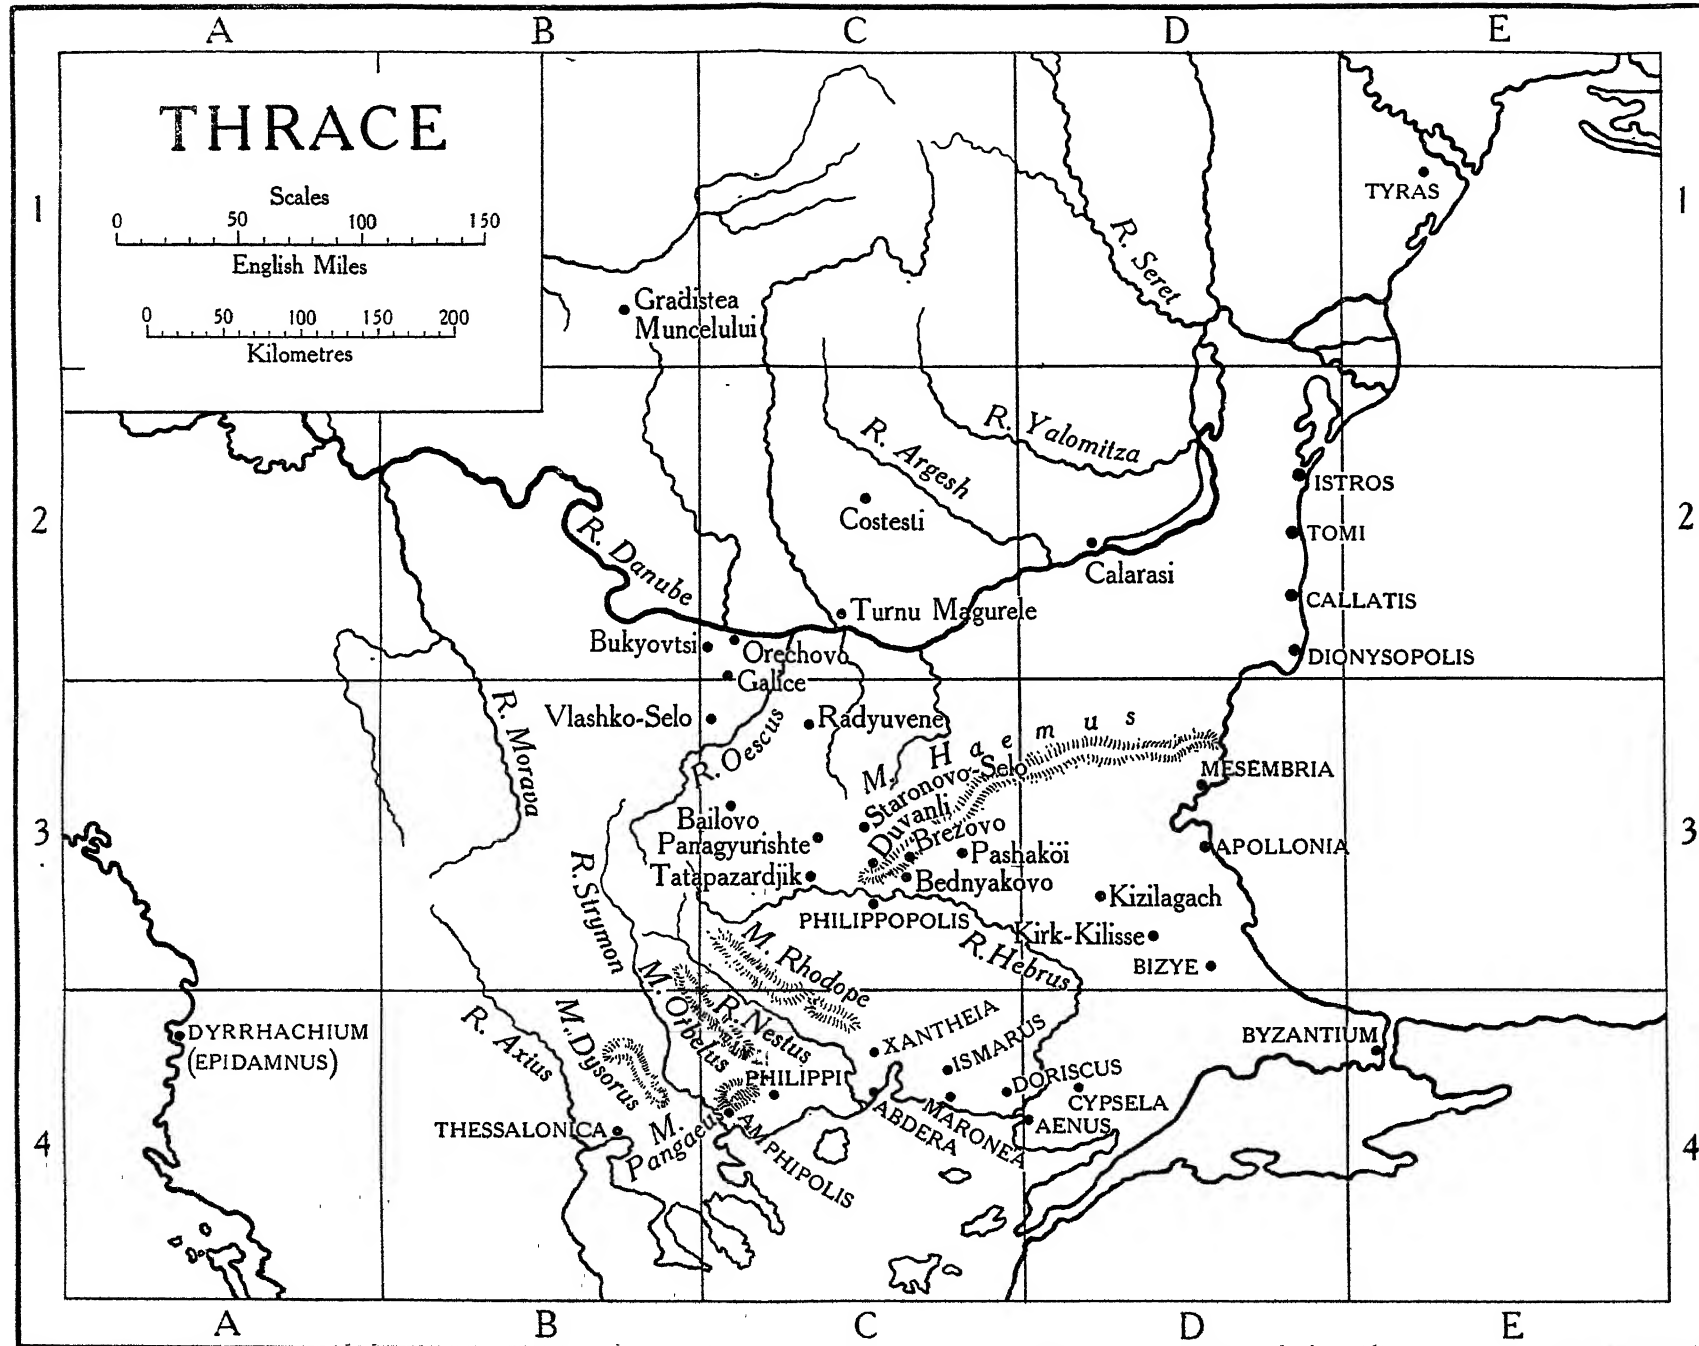 A B C D E
THRACE
Scales
0 50 100 150
English Miles
0 50 100 150 200
Kilometres
1 1
TYRAS
R. Seret
Gradistea
Muncelului
R. Yalomitza
R. Argesh
ISTROS
2 2
Costesti
TOMI
R. Danube
Calarasi
CALLATIS
Turnu Magurele
Bukyovtsi
Orechovo
DIONYSOPOLIS
Galice
Vlashko-Selo
Radyuvene
R. Morava
R. Oescus
M. Haemus
MESEMBRIA
Staronovo-Selo
Duvanli
Bailovo
Brezovo
3 3
Panagyurishte
Pashaköi
APOLLONIA
Tatapazardjik
Bednyakovo
Kizilagach
R. Strymon
PHILIPPOPOLIS
Kirk-Kilisse
M. Rhodope
R. Hebrus
BIZYE
M. Orbelus
R. Nestus
R. Axius
M. Dysorus
XANTHEIA
ISMARUS
DYRRHACHIUM
(EPIDAMNUS)
BYZANTIUM
PHILIPPI
DORISCUS
CYPSELA
ABDERA
MARONEA
AENUS
THESSALONICA
M.
Pangaeus
AMPHIPOLIS
4 4
A B C D E